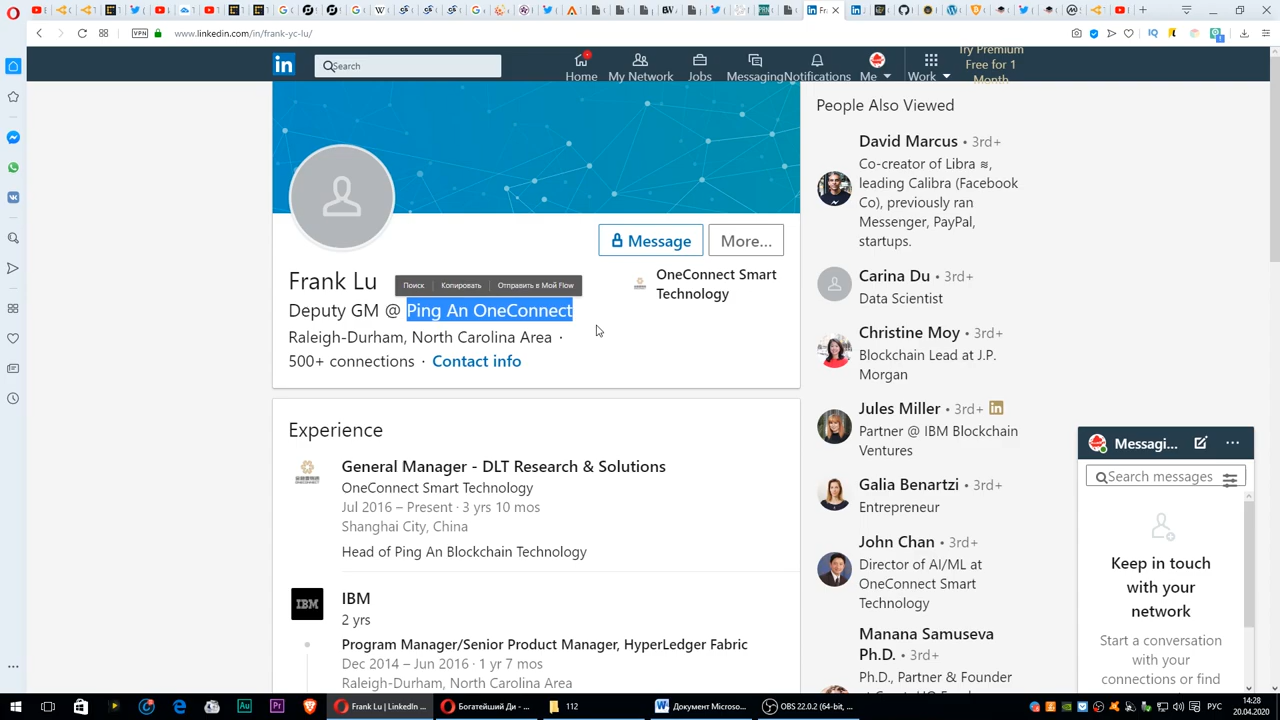 VPN
www.linkedin.com/in/frank-yc-lu/
in
Search
Home
My Network
Jobs
Messaging
Notifications
Me
Work
Try Premium
Free for 1
Month
Frank Lu
Поиск
Копировать
Отправить в Мой Flow
Deputy GM @ Ping An OneConnect
Raleigh-Durham, North Carolina Area ·
500+ connections · Contact info
Message
More...
OneConnect Smart
Technology
Experience
General Manager - DLT Research & Solutions
OneConnect Smart Technology
Jul 2016 – Present · 3 yrs 10 mos
Shanghai City, China
Head of Ping An Blockchain Technology
IBM
IBM
2 yrs
Program Manager/Senior Product Manager, HyperLedger Fabric
Dec 2014 – Jun 2016 · 1 yr 7 mos
Raleigh-Durham, North Carolina Area
People Also Viewed
David Marcus • 3rd+
Co-creator of Libra ≋,
leading Calibra (Facebook
Co), previously ran
Messenger, PayPal,
startups.
Carina Du • 3rd+
Data Scientist
Christine Moy • 3rd+
Blockchain Lead at J.P.
Morgan
Jules Miller • 3rd+ in
Partner @ IBM Blockchain
Ventures
Galia Benartzi • 3rd+
Entrepreneur
John Chan • 3rd+
Director of AI/ML at
OneConnect Smart
Technology
Manana Samuseva
Ph.D. • 3rd+
Ph.D., Partner & Founder
Messagi...
Search messages
Keep in touch
with your
network
Start a conversation
with your
connections or find
Frank Lu | LinkedIn ...
Богатейший Ди - ...
112
Документ Microso...
OBS 22.0.2 (64-bit, ...
РУС
14:28
20.04.2020